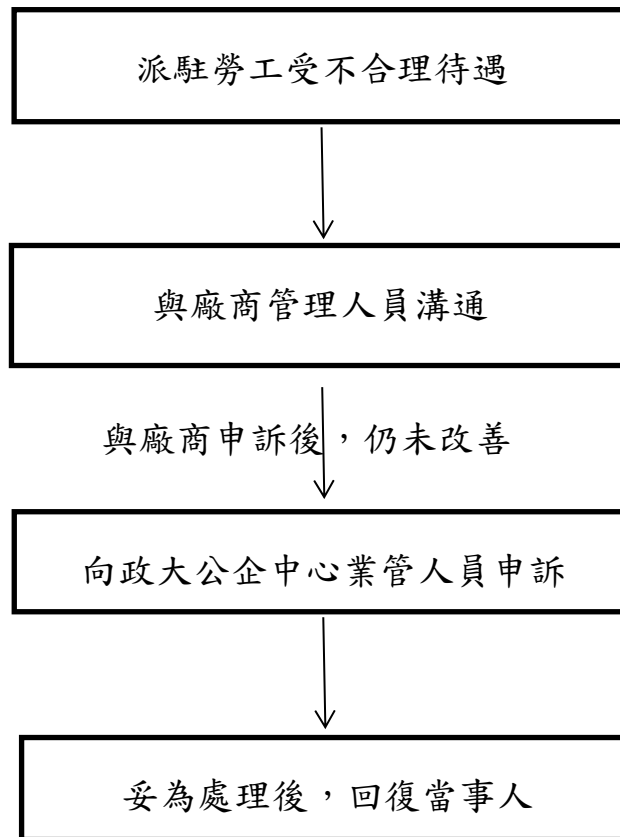 派駐勞工受不合理待遇
與廠商管理人員溝通
與廠商申訴後，仍未改善
向政大公企中心業管人員申訴
妥為處理後，回復當事人